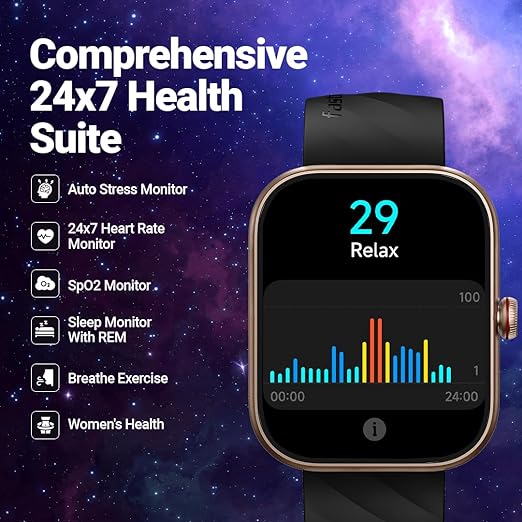 Comprehensive
24x7 Health
Suite
Auto Stress Monitor
24x7 Heart Rate
Monitor
SpO2 Monitor
Sleep Monitor
With REM
Breathe Exercise
Women's Health
29
Relax
100
1
00:00
24:00
i